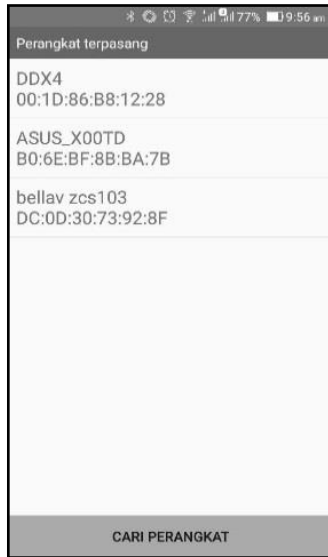 77% 9:56 am
Perangkat terpasang
DDX4
00:1D:86:B8:12:28
ASUS_X00TD
B0:6E:BF:8B:BA:7B
bellav zcs103
DC:0D:30:73:92:8F
CARI PERANGKAT